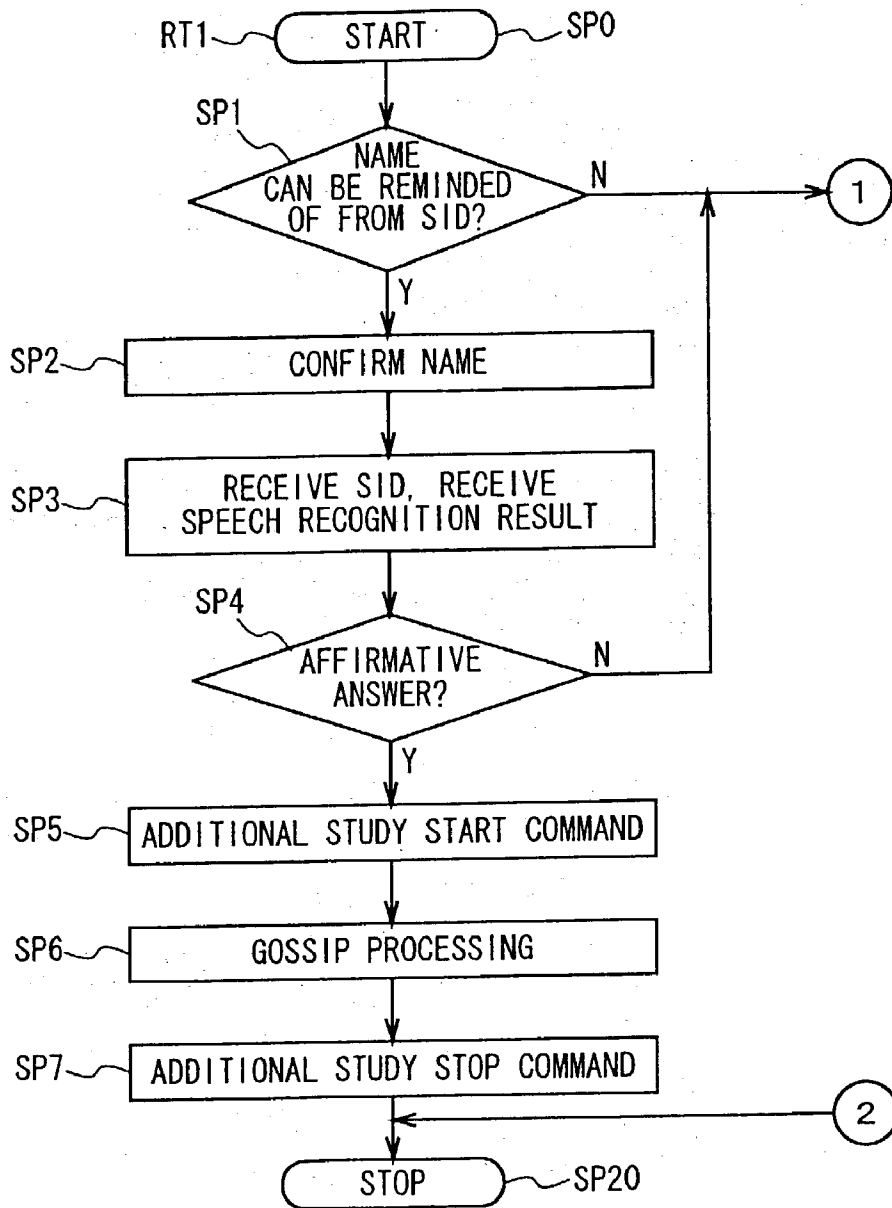 RT1 START SP0
SP1
NAME
CAN BE REMINDED
OF FROM SID?
N
1
Y
SP2 CONFIRM NAME
SP3
RECEIVE SID, RECEIVE
SPEECH RECOGNITION RESULT
SP4
AFFIRMATIVE
ANSWER?
N
Y
SP5 ADDITIONAL STUDY START COMMAND
SP6 GOSSIP PROCESSING
SP7 ADDITIONAL STUDY STOP COMMAND
2
STOP SP20